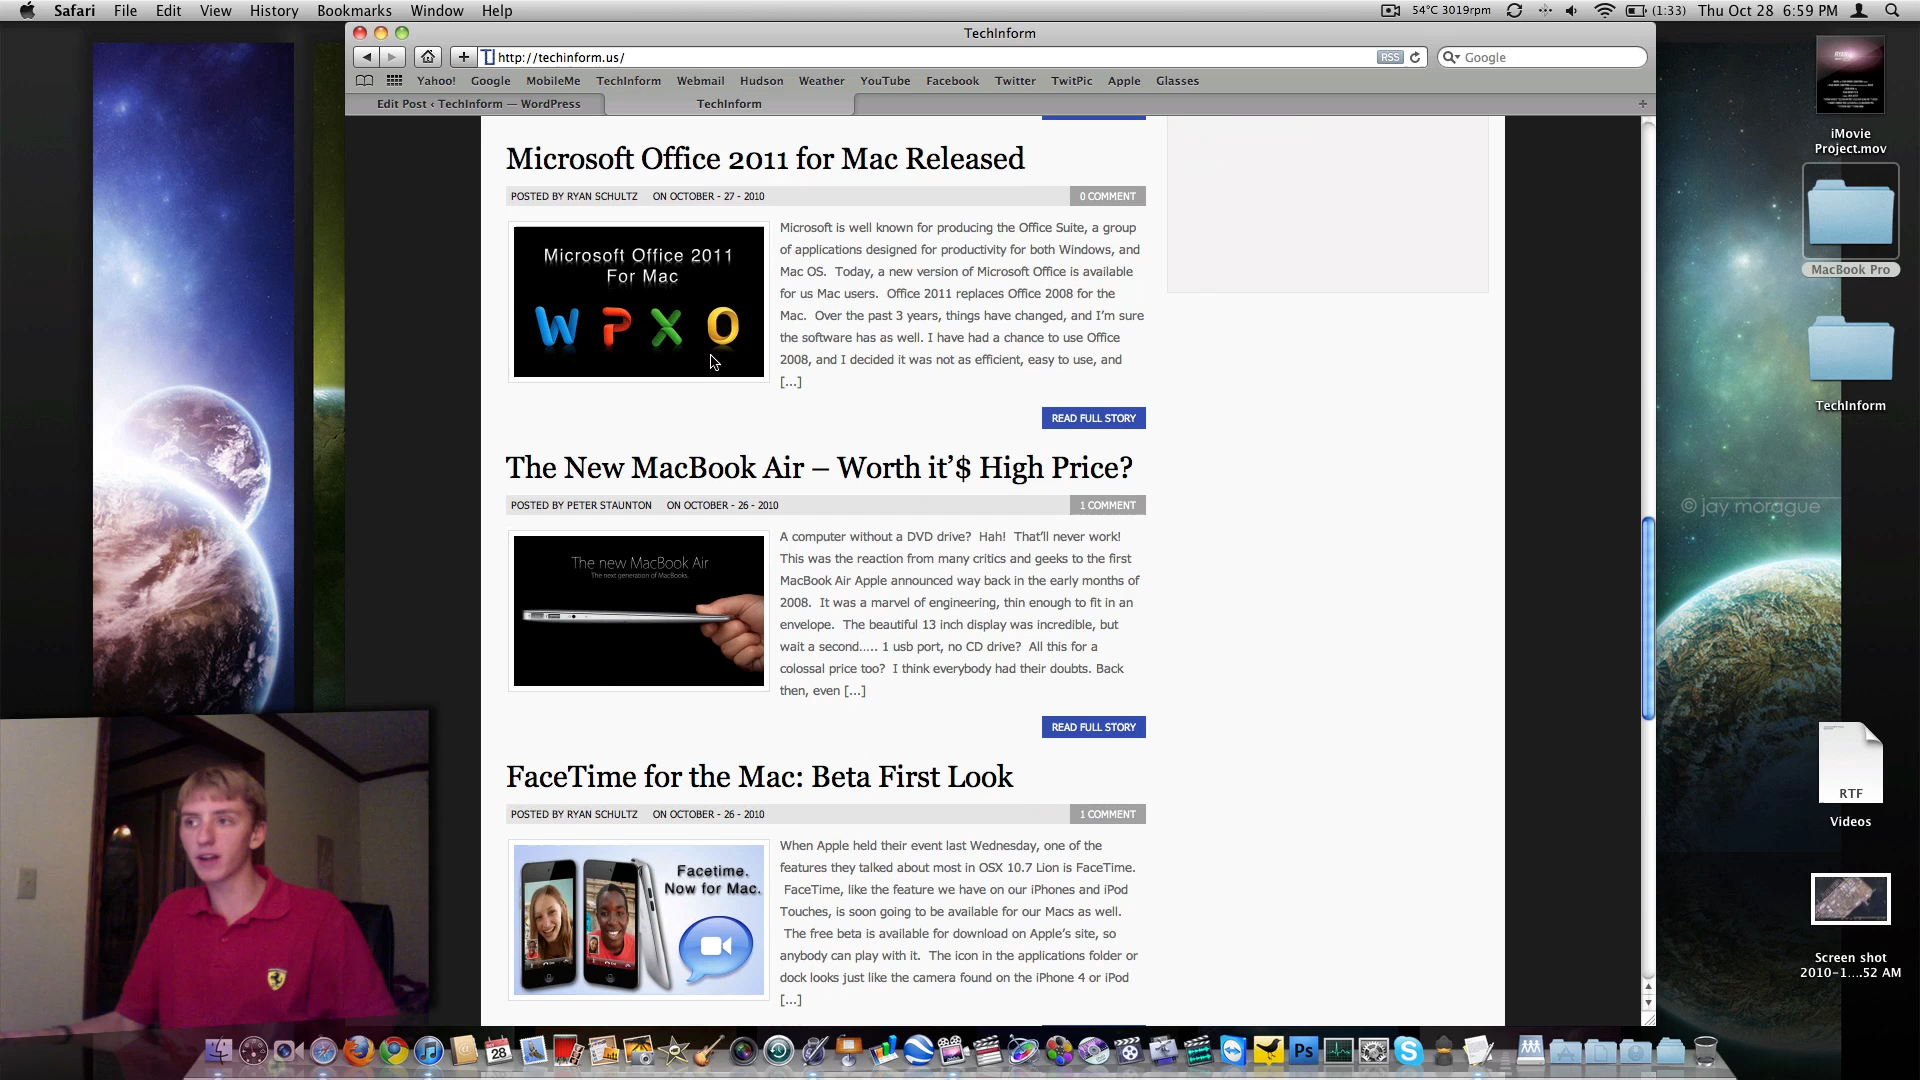 Safari File Edit View History Bookmarks Window Help
54°C 3019rpm (1:33) Thu Oct 28 6:59 PM
TechInform
http://techinform.us/ RSS Google
Yahoo! Google MobileMe TechInform Webmail Hudson Weather YouTube Facebook Twitter TwitPic Apple Glasses
Edit Post ‹ TechInform — WordPress TechInform
Microsoft Office 2011 for Mac Released
POSTED BY RYAN SCHULTZ ON OCTOBER - 27 - 2010 0 COMMENT
Microsoft Office 2011
For Mac
W P X O
Microsoft is well known for producing the Office Suite, a group
of applications designed for productivity for both Windows, and
Mac OS. Today, a new version of Microsoft Office is available
for us Mac users. Office 2011 replaces Office 2008 for the
Mac. Over the past 3 years, things have changed, and I'm sure
the software has as well. I have had a chance to use Office
2008, and I decided it was not as efficient, easy to use, and
[...]
READ FULL STORY
The New MacBook Air – Worth it'$ High Price?
POSTED BY PETER STAUNTON ON OCTOBER - 26 - 2010 1 COMMENT
The new MacBook Air
The next generation of MacBooks.
A computer without a DVD drive? Hah! That'll never work!
This was the reaction from many critics and geeks to the first
MacBook Air Apple announced way back in the early months of
2008. It was a marvel of engineering, thin enough to fit in an
envelope. The beautiful 13 inch display was incredible, but
wait a second..... 1 usb port, no CD drive? All this for a
colossal price too? I think everybody had their doubts. Back
then, even [...]
READ FULL STORY
FaceTime for the Mac: Beta First Look
POSTED BY RYAN SCHULTZ ON OCTOBER - 26 - 2010 1 COMMENT
Facetime.
Now for Mac.
When Apple held their event last Wednesday, one of the
features they talked about most in OSX 10.7 Lion is FaceTime.
FaceTime, like the feature we have on our iPhones and iPod
Touches, is soon going to be available for our Macs as well.
The free beta is available for download on Apple's site, so
anybody can play with it. The icon in the applications folder or
dock looks just like the camera found on the iPhone 4 or iPod
[...]
iMovie
Project.mov
MacBook Pro
TechInform
© jay morague
RTF
Videos
Screen shot
2010-1....52 AM
28
Ps